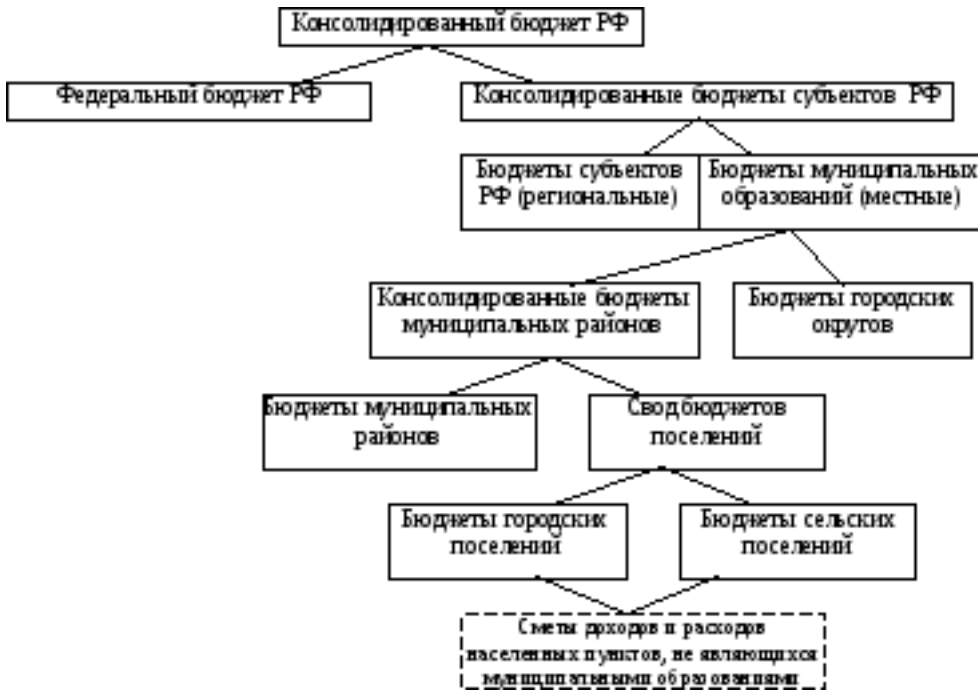 Консолидированный бюджет РФ
Федеральный бюджет РФ
Консолидированные бюджеты субъектов РФ
Бюджеты субъектов
РФ (региональные)
Бюджеты муниципальных
образований (местные)
Консолидированные бюджеты
муниципальных районов
Бюджеты городских
округов
Бюджеты муниципальных
районов
Свод бюджетов
поселений
Бюджеты городских
поселений
Бюджеты сельских
поселений
Сметы доходов и расходов
населенных пунктов, не являющихся
муниципальными образованиями